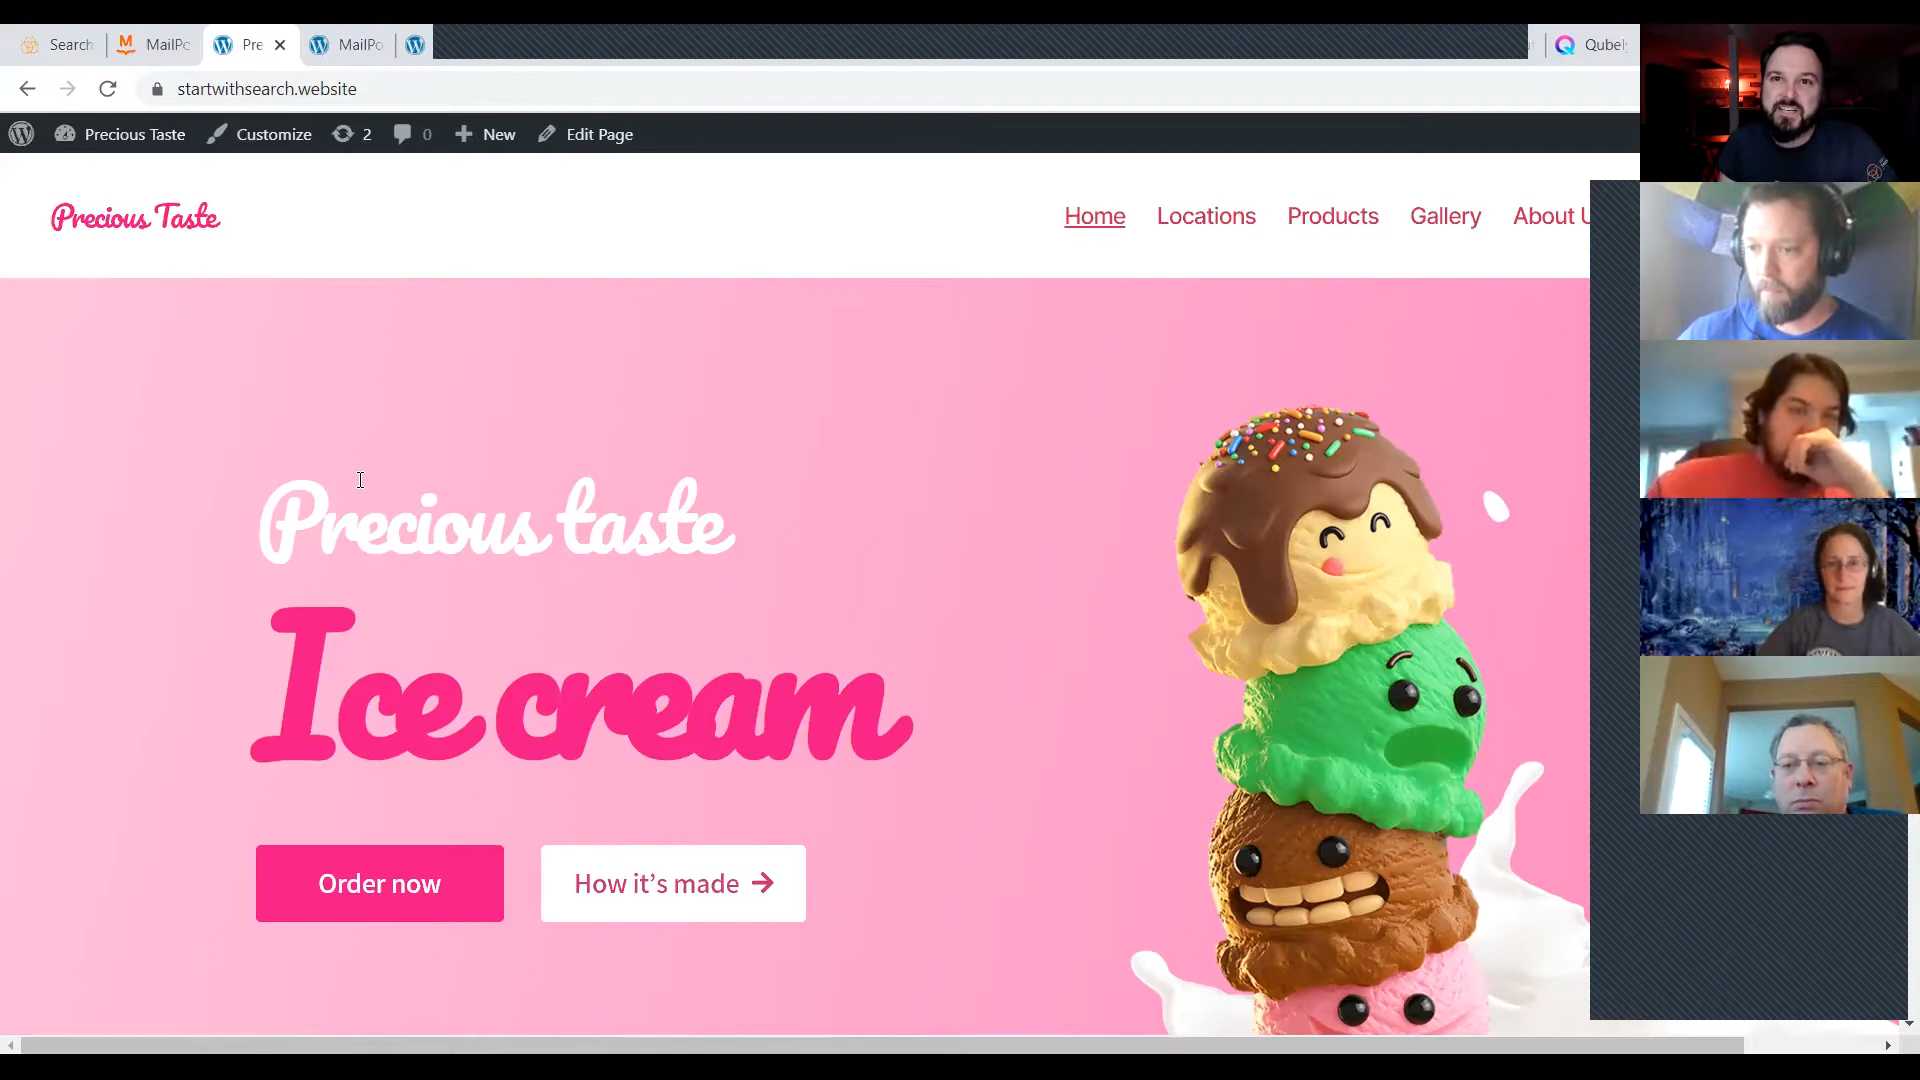 Search
MailPo
Pre
MailPo
Qubel
startwithsearch.website
Precious Taste
Customize
2
0
New
Edit Page
Precious Taste
Home
Locations
Products
Gallery
About U
Precious taste
Ice cream
Order now
How it's made